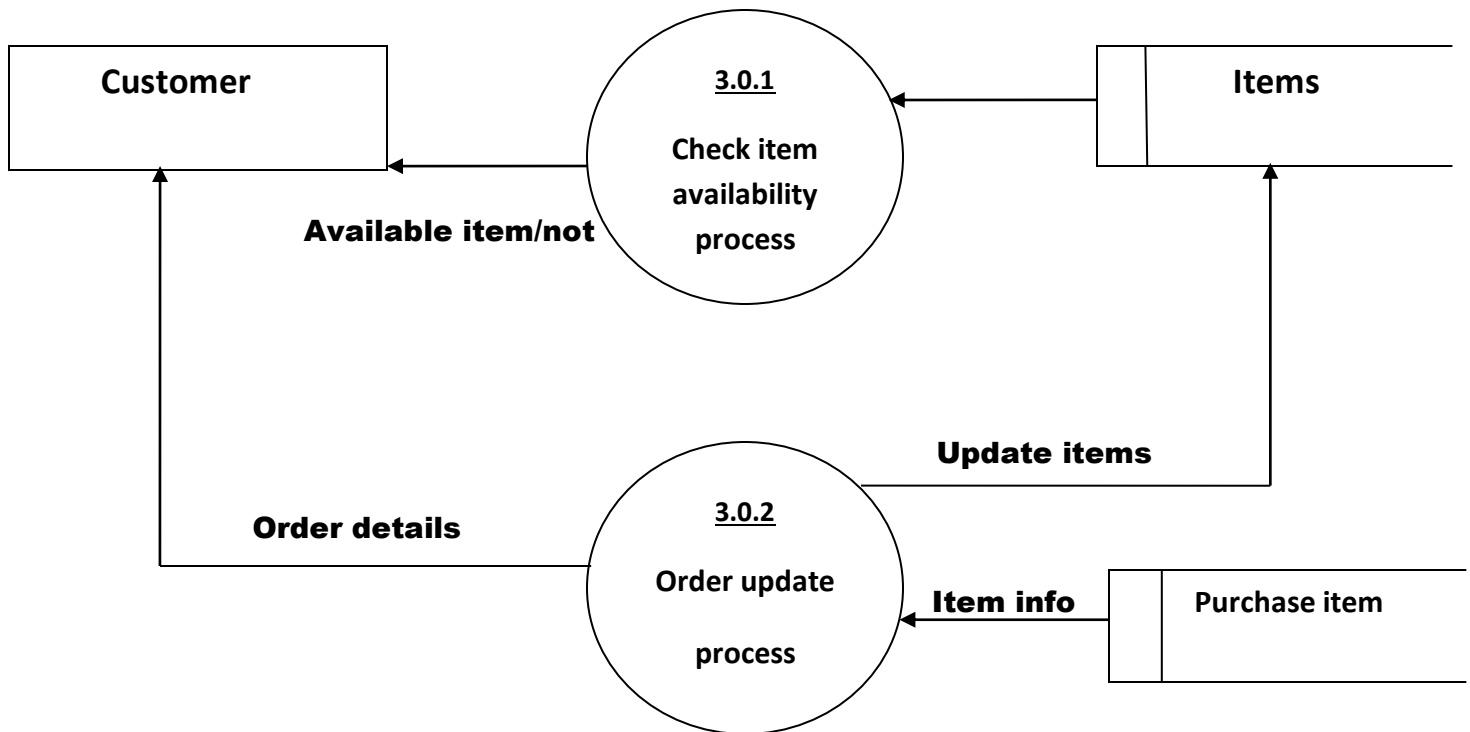 Customer
3.0.1
Check item
availability
process
Items
Available item/not
Update items
Order details
3.0.2
Order update
process
Item info
Purchase item